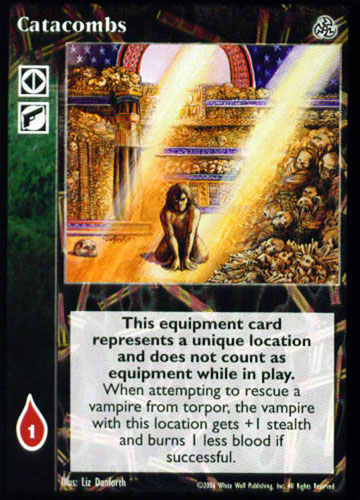 Catacombs
This equipment card
represents a unique location
and does not count as
equipment while in play.
When attempting to rescue a
vampire from torpor, the vampire
with this location gets +1 stealth
and burns 1 less blood if
successful.
1
Illus: Liz Danforth
©2006 White Wolf Publishing, Inc. All Rights Reserved.